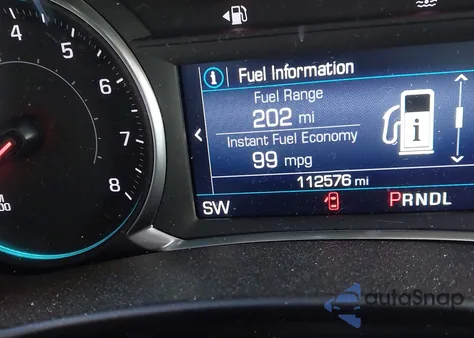 4
5
6
7
8
Fuel Information
Fuel Range
202 mi
Instant Fuel Economy
99 mpg
112576 mi
SW
PRNDL
autoSnap